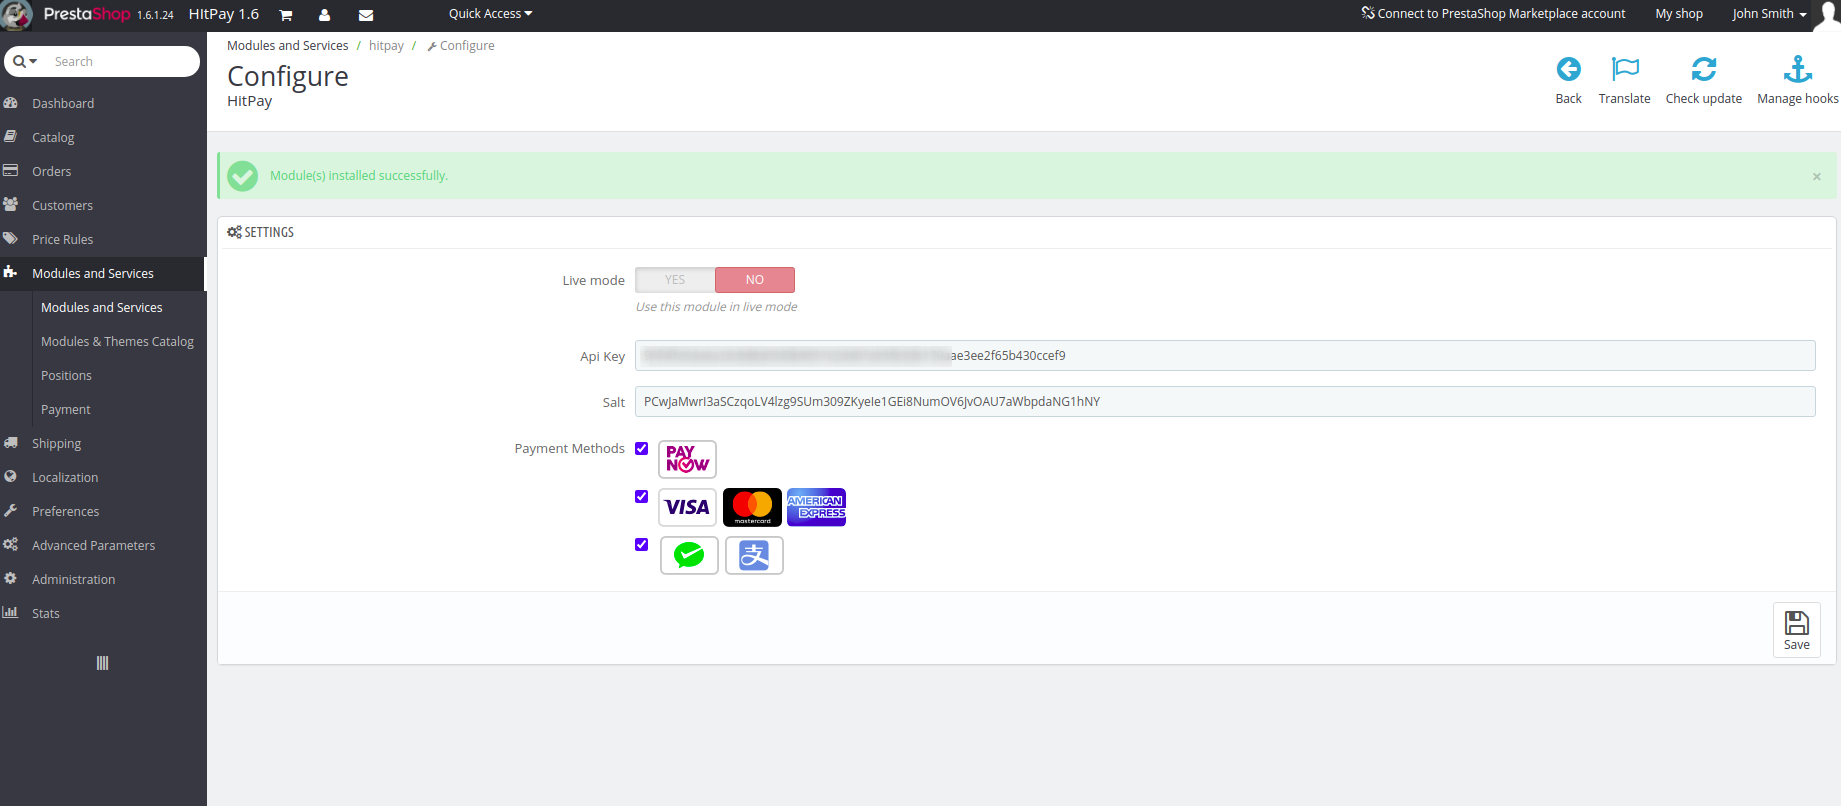 PrestaShop 1.6.1.24 HItPay 1.6 Quick Access Connect to PrestaShop Marketplace account My shop John Smith
Search
Dashboard
Catalog
Orders
Customers
Price Rules
Modules and Services
Modules and Services
Modules & Themes Catalog
Positions
Payment
Shipping
Localization
Preferences
Advanced Parameters
Administration
Stats
Modules and Services / hitpay / Configure
Configure
HitPay
Back Translate Check update Manage hooks
Module(s) installed successfully. ×
SETTINGS
Live mode YES NO
Use this module in live mode
Api Key ae3ee2f65b430ccef9
Salt PCwJaMwrI3aSCzqoLV4lzg9SUm309ZKyeIe1GEi8NumOV6JvOAU7aWbpdaNG1hNY
Payment Methods
PAY
NOW
VISA mastercard AMERICAN
EXPRESS
支
Save